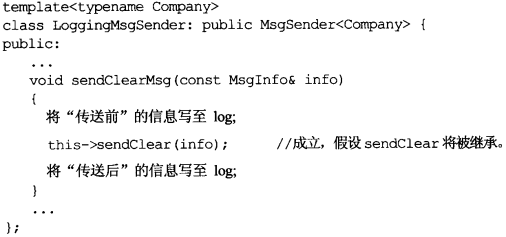 template<typename Company>
class LoggingMsgSender: public MsgSender<Company> {
public:
...
void sendClearMsg(const MsgInfo& info)
{
将“传送前”的信息写至 log;
this->sendClear(info); //成立，假设 sendClear 将被继承。
将“传送后”的信息写至 log;
}
...
};